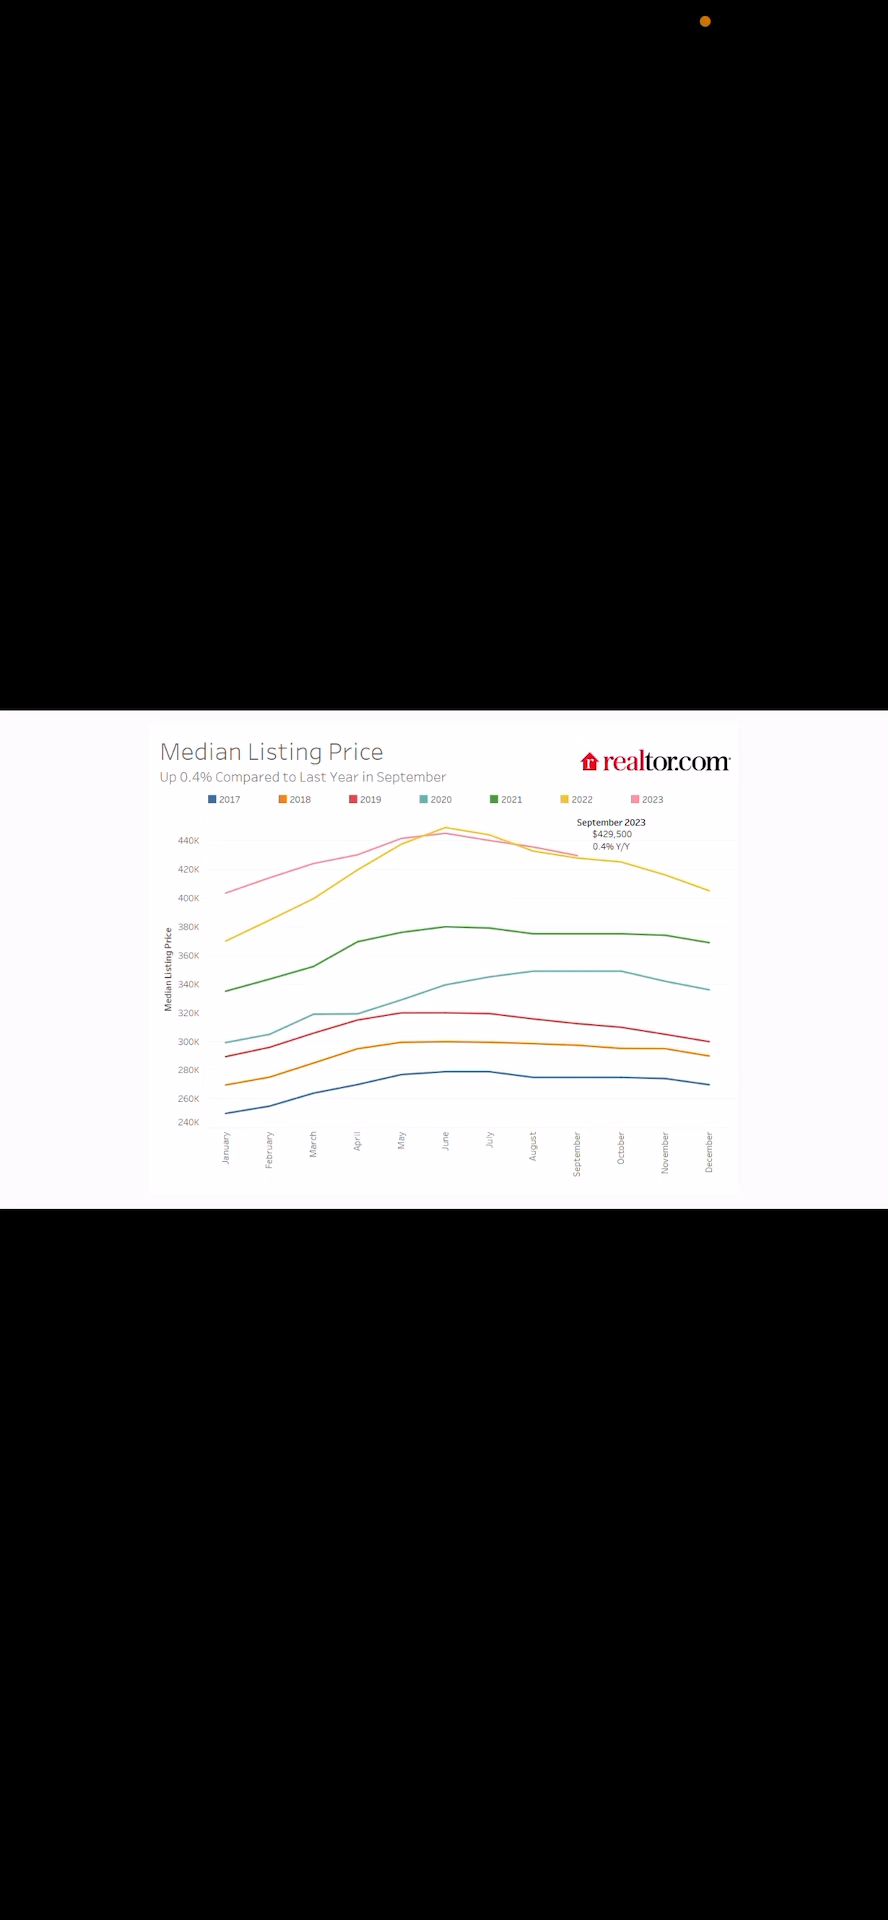 Median Listing Price
realtor.com
Up 0.4% Compared to Last Year in September
2017 2018 2019 2020 2021 2022 2023
September 2023
$429,500
0.4% Y/Y
440K
420K
400K
380K
360K
340K
320K
300K
280K
260K
240K
Median Listing Price
January
February
March
April
May
June
July
August
September
October
November
December